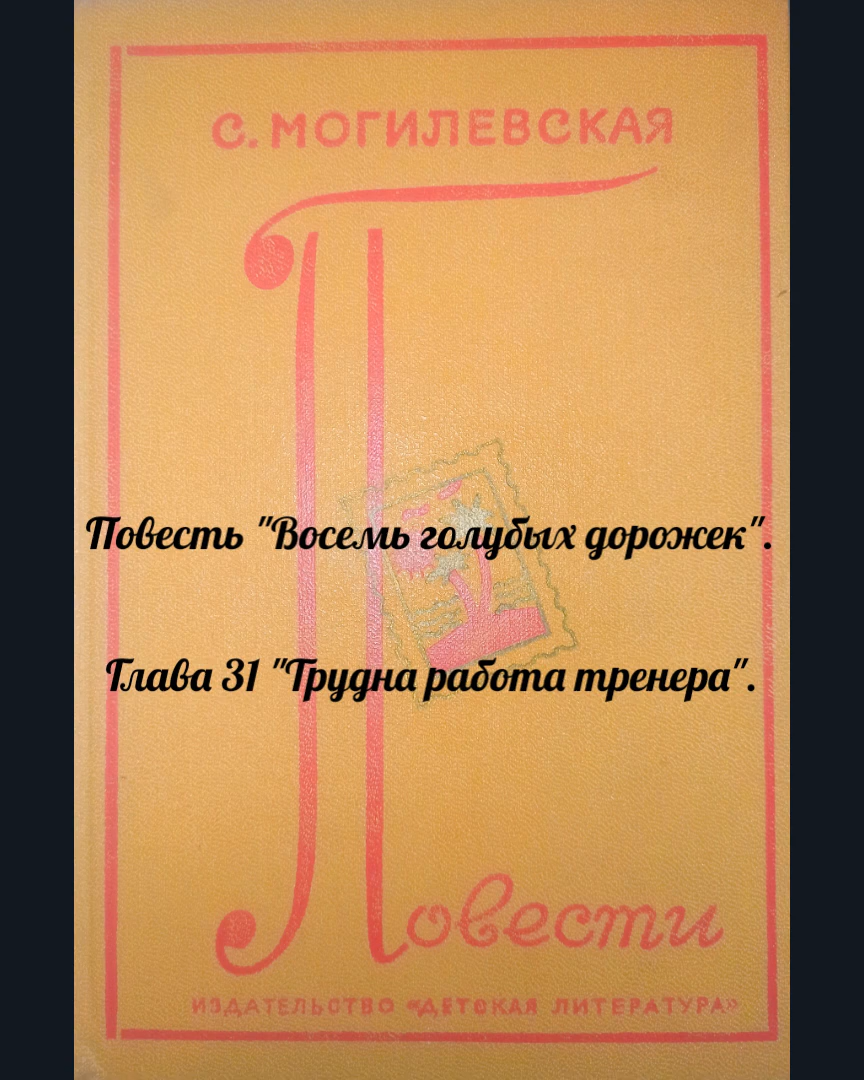 С. МОГИЛЕВСКАЯ
Повесть "Восемь голубых дорожек".
Глава 31 "Трудна работа тренера".
Повести
ИЗДАТЕЛЬСТВО «ДЕТСКАЯ ЛИТЕРАТУРА»